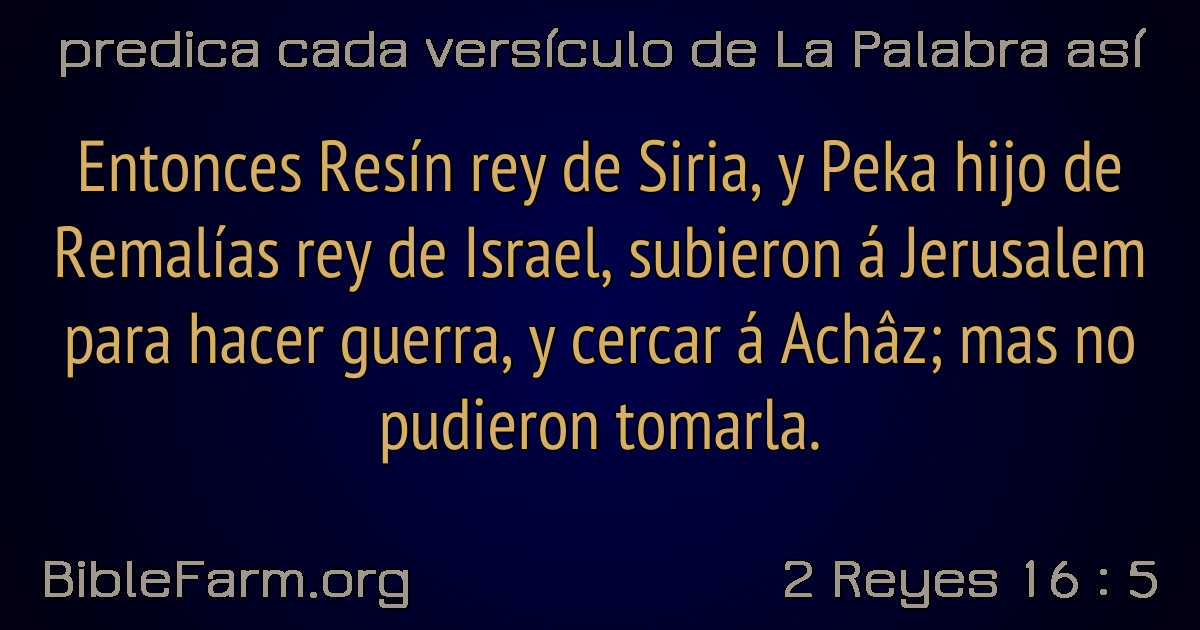 predica cada versículo de La Palabra así
Entonces Resín rey de Siria, y Peka hijo de
Remalías rey de Israel, subieron á Jerusalem
para hacer guerra, y cercar á Achâz; mas no
pudieron tomarla.
BibleFarm.org
2 Reyes 16 : 5